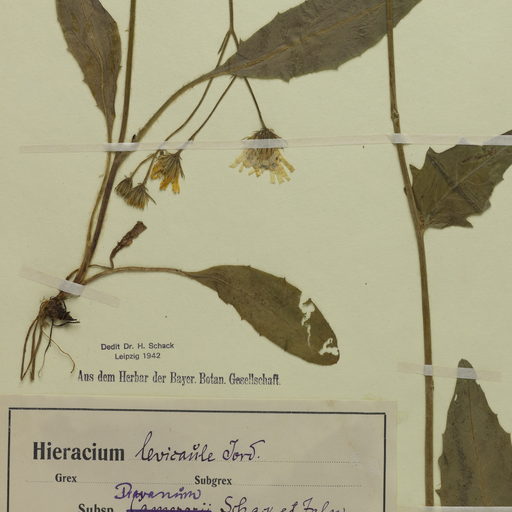 Dedit Dr. H. Schack
Leipzig 1942
Aus dem Herbar der Bayer. Botan. Gesellschaft.
Hieracium levicaule Jord.
Grex Subgrex
Subsp. Schack et Zahn